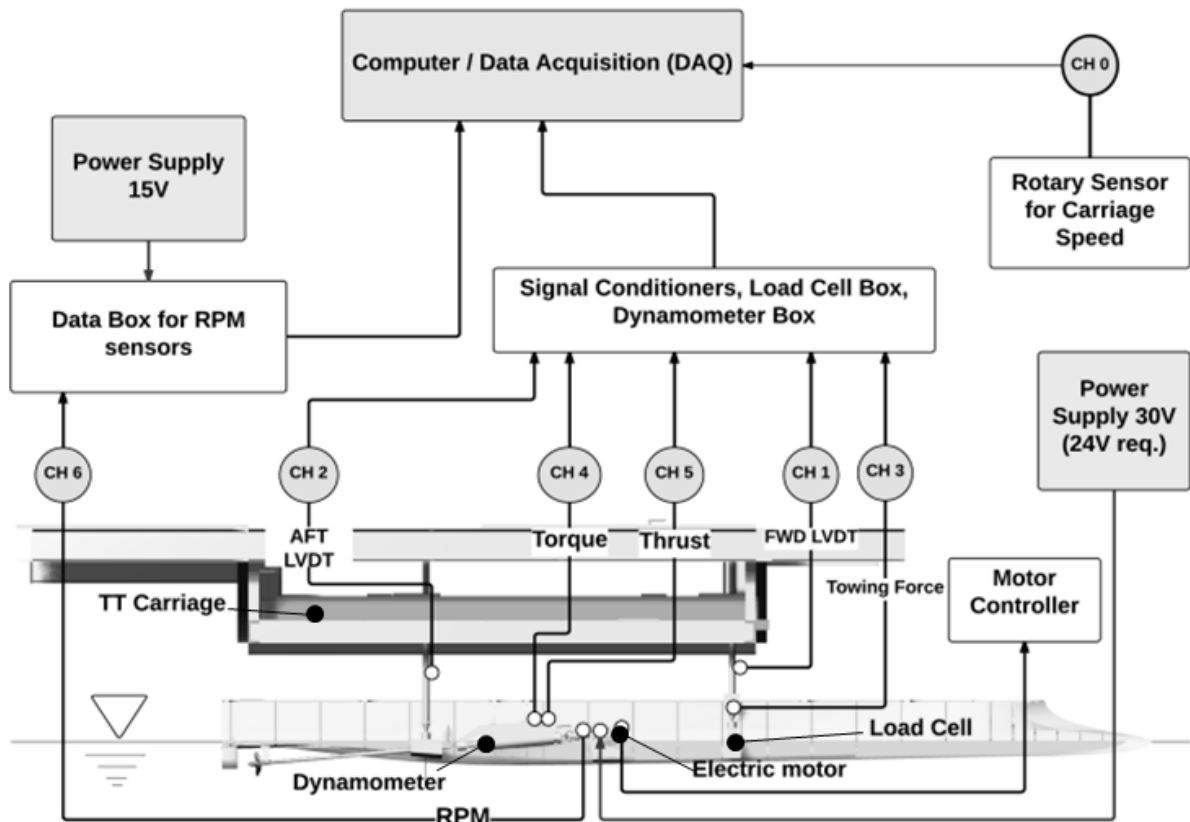 Computer / Data Acquisition (DAQ)
CH 0
Power Supply
15V
Rotary Sensor
for Carriage
Speed
Signal Conditioners, Load Cell Box,
Dynamometer Box
Data Box for RPM
sensors
Power
Supply 30V
(24V req.)
CH 6
CH 2
CH 4
CH 5
CH 1
CH 3
AFT
LVDT
Torque
Thrust
FWD LVDT
Towing Force
Motor
Controller
TT Carriage
Load Cell
Dynamometer
Electric motor
RPM